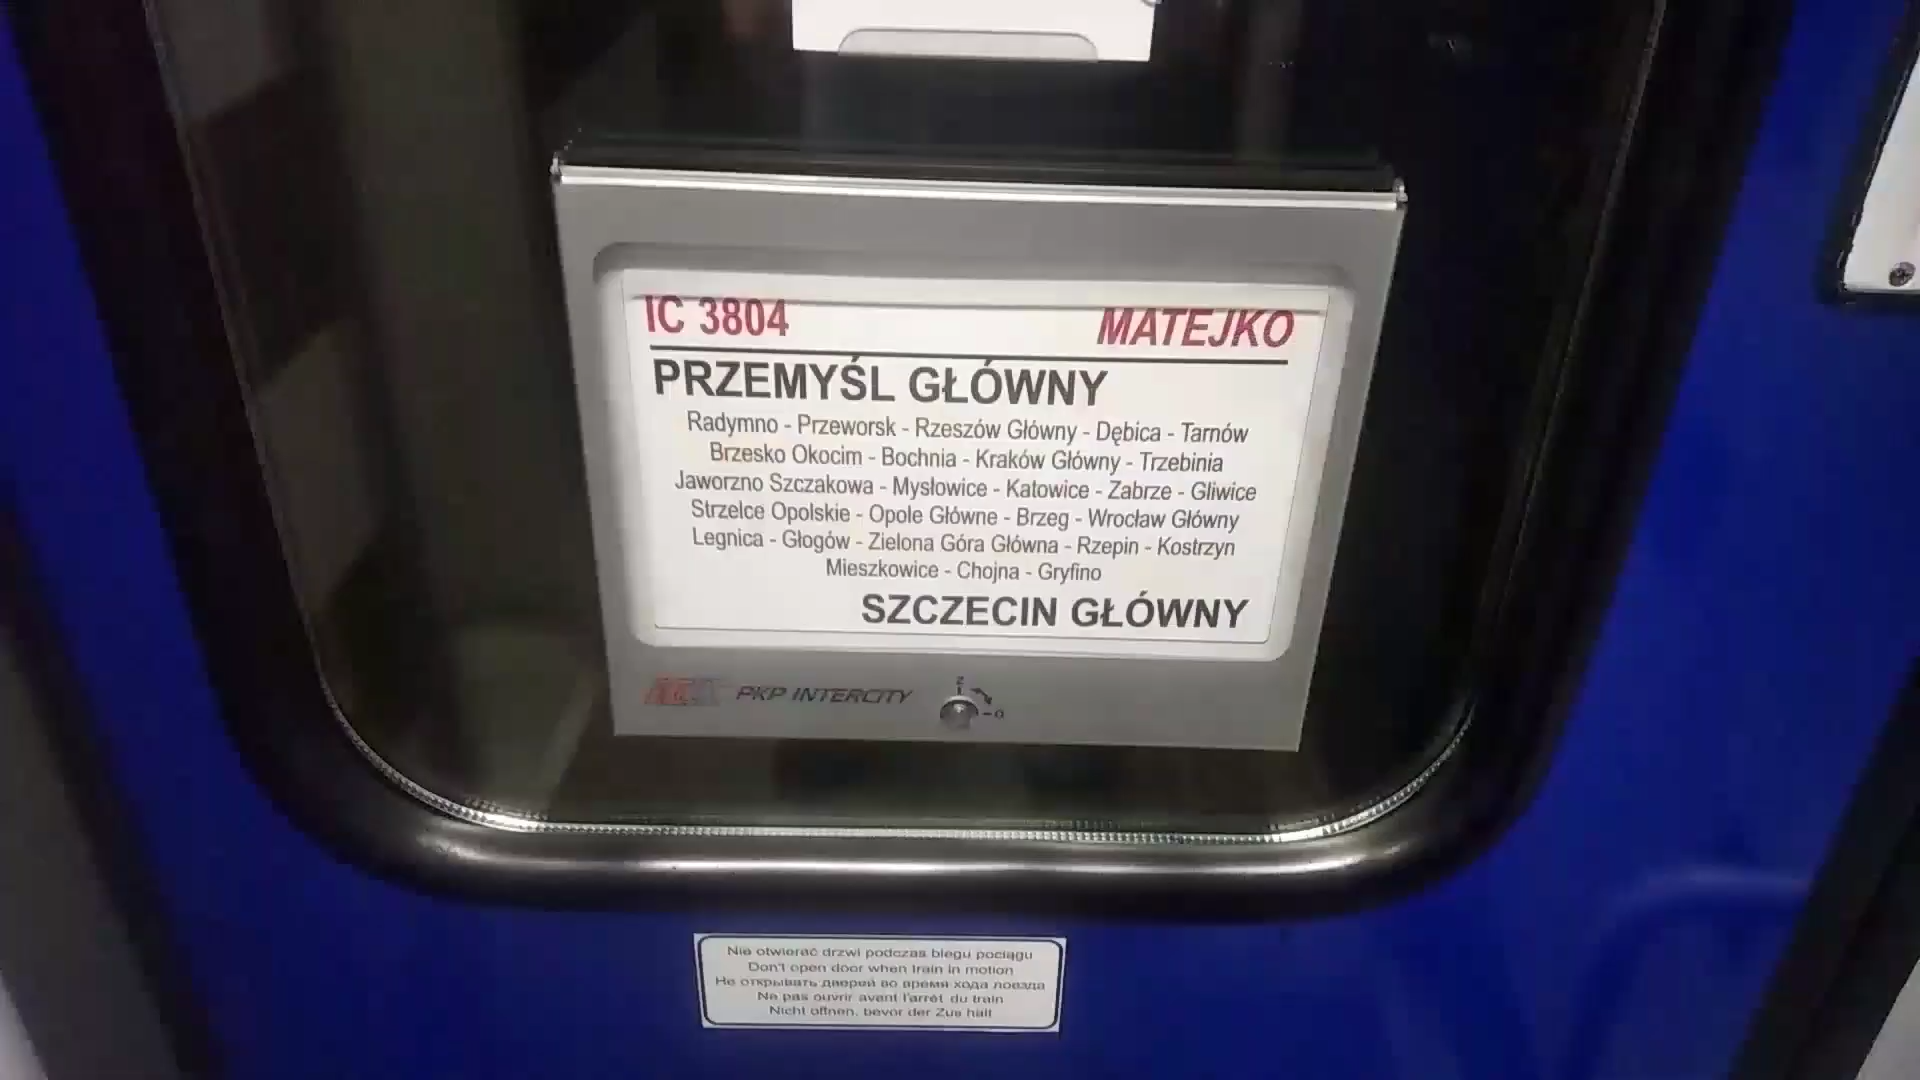 IC 3804 MATEJKO
PRZEMYŚL GŁÓWNY
Radymno - Przeworsk - Rzeszów Główny - Dębica - Tarnów
Brzesko Okocim - Bochnia - Kraków Główny - Trzebinia
Jaworzno Szczakowa - Mysłowice - Katowice - Zabrze - Gliwice
Strzelce Opolskie - Opole Główne - Brzeg - Wrocław Główny
Legnica - Głogów - Zielona Góra Główna - Rzepin - Kostrzyn
Mieszkowice - Chojna - Gryfino
SZCZECIN GŁÓWNY
PKP INTERCITY
Z
O
Nie otwierać drzwi podczas biegu pociągu
Don't open door when train in motion
Не открывать дверей во время хода поезда
Ne pas ouvrir avant l'arrêt du train
Nicht öffnen, bevor der Zug hält